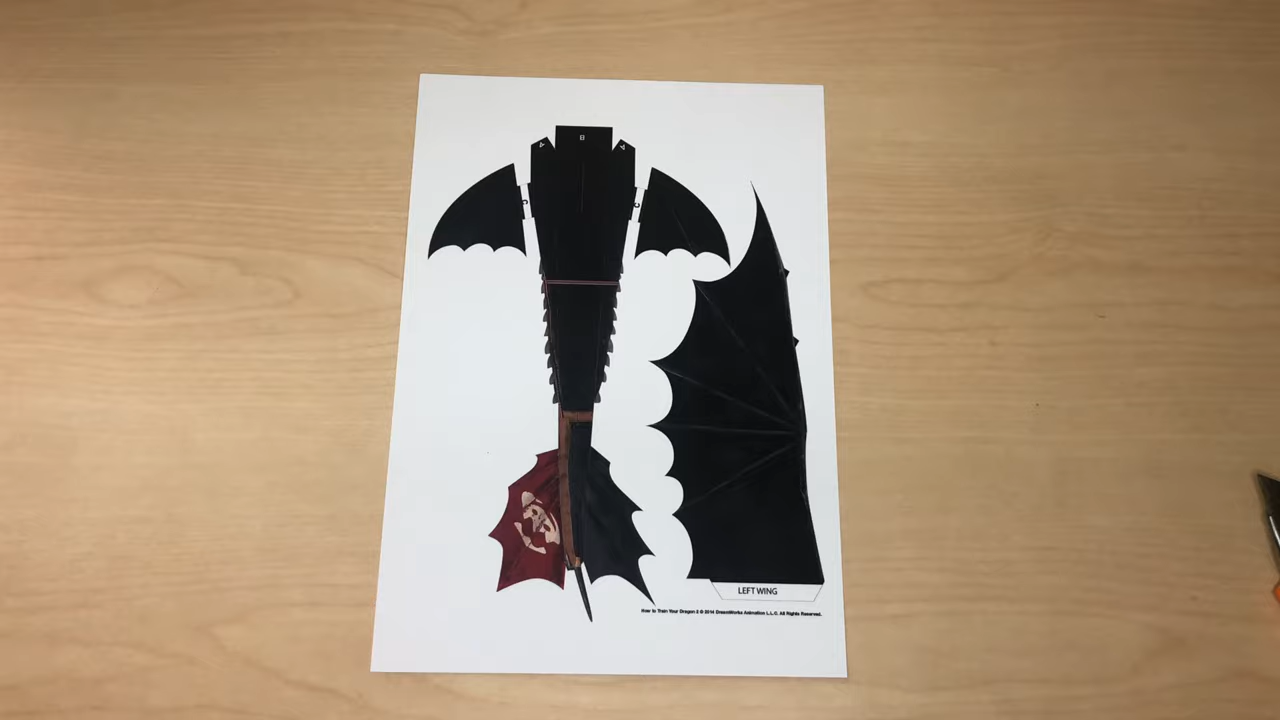 B
A
A
C
C
LEFT WING
How to Train Your Dragon 2 © 2014 DreamWorks Animation L.L.C. All Rights Reserved.